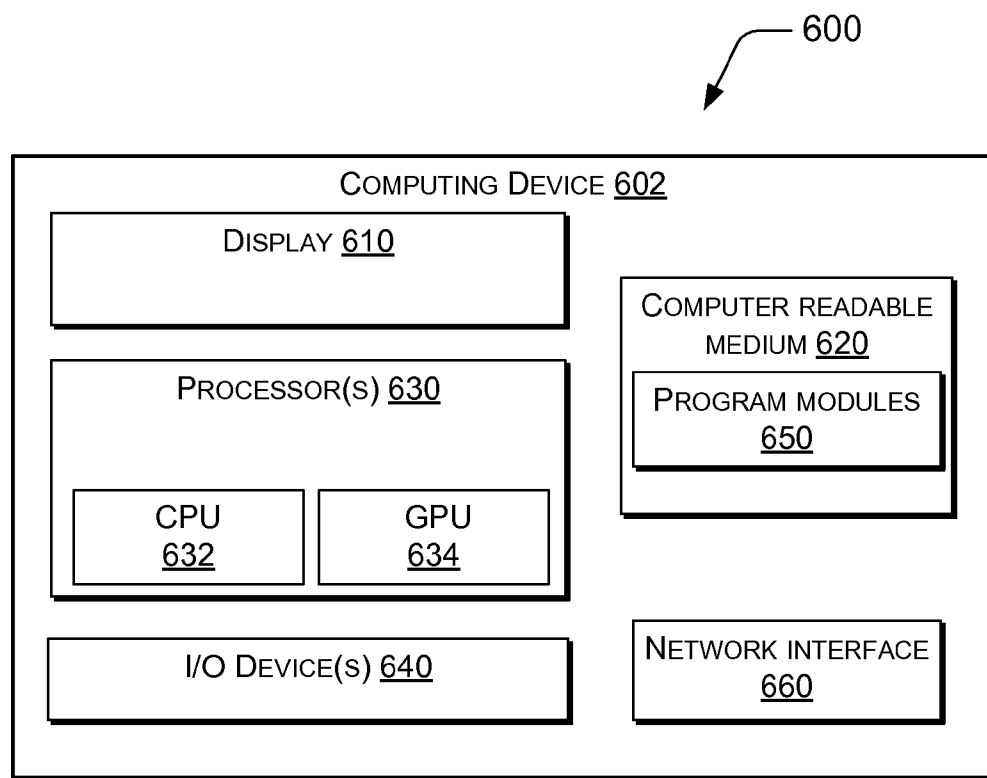 600
COMPUTING DEVICE 602
DISPLAY 610
COMPUTER READABLE
MEDIUM 620
PROGRAM MODULES
650
PROCESSOR(S) 630
CPU
632
GPU
634
I/O DEVICE(S) 640
NETWORK INTERFACE
660